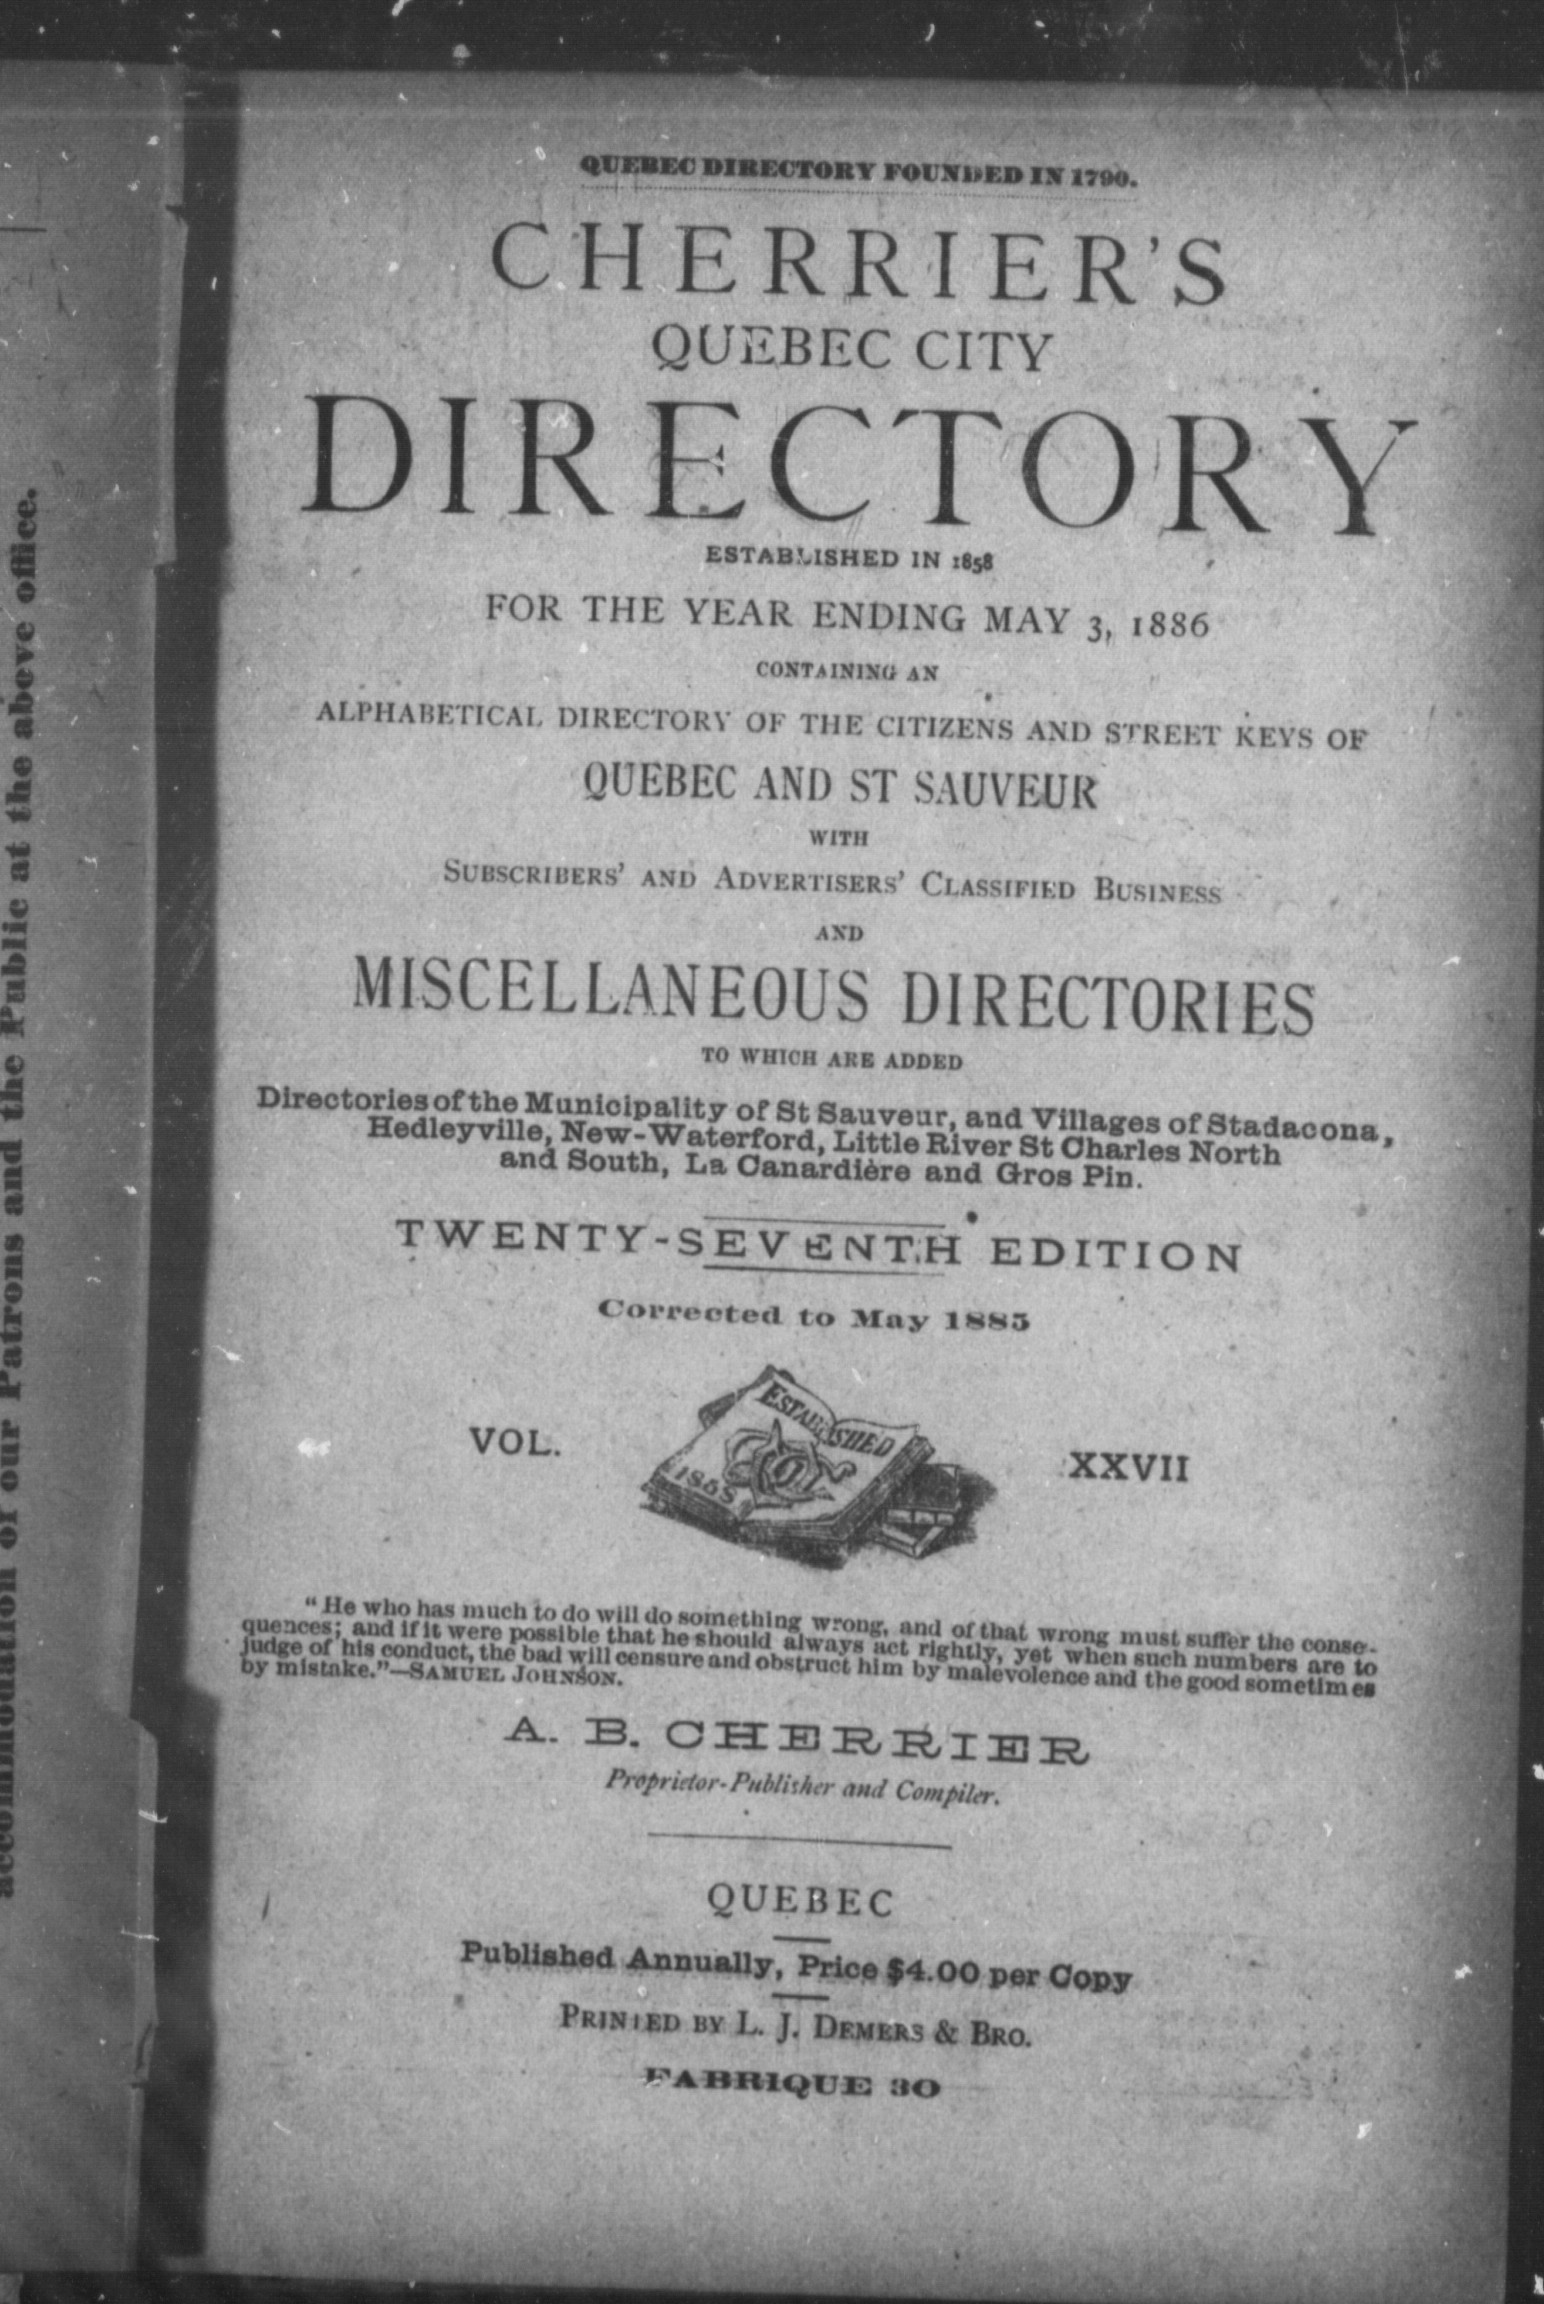 accommodation of our Patrons and the Public at the above office.
QUEBEC DIRECTORY FOUNDED IN 1790.
CHERRIER'S
QUEBEC CITY
DIRECTORY
ESTABLISHED IN 1858
FOR THE YEAR ENDING MAY 3, 1886
CONTAINING AN
ALPHABETICAL DIRECTORY OF THE CITIZENS AND STREET KEYS OF
QUEBEC AND ST SAUVEUR
WITH
SUBSCRIBERS' AND ADVERTISERS' CLASSIFIED BUSINESS
AND
MISCELLANEOUS DIRECTORIES
TO WHICH ARE ADDED
Directories of the Municipality of St Sauveur, and Villages of Stadacona,
Hedleyville, New-Waterford, Little River St Charles North
and South, La Canardière and Gros Pin.
TWENTY-SEVENTH EDITION
Corrected to May 1885
ESTABLISHED
1858
VOL. XXVII
"He who has much to do will do something wrong, and of that wrong must suffer the conse-
quences; and if it were possible that he should always act rightly, yet when such numbers are to
judge of his conduct, the bad will censure and obstruct him by malevolence and the good sometimes
by mistake."—SAMUEL JOHNSON.
A. B. CHERRIER
Proprietor-Publisher and Compiler.
QUEBEC
Published Annually, Price $4.00 per Copy
PRINTED BY L. J. DEMERS & BRO.
FABRIQUE 30